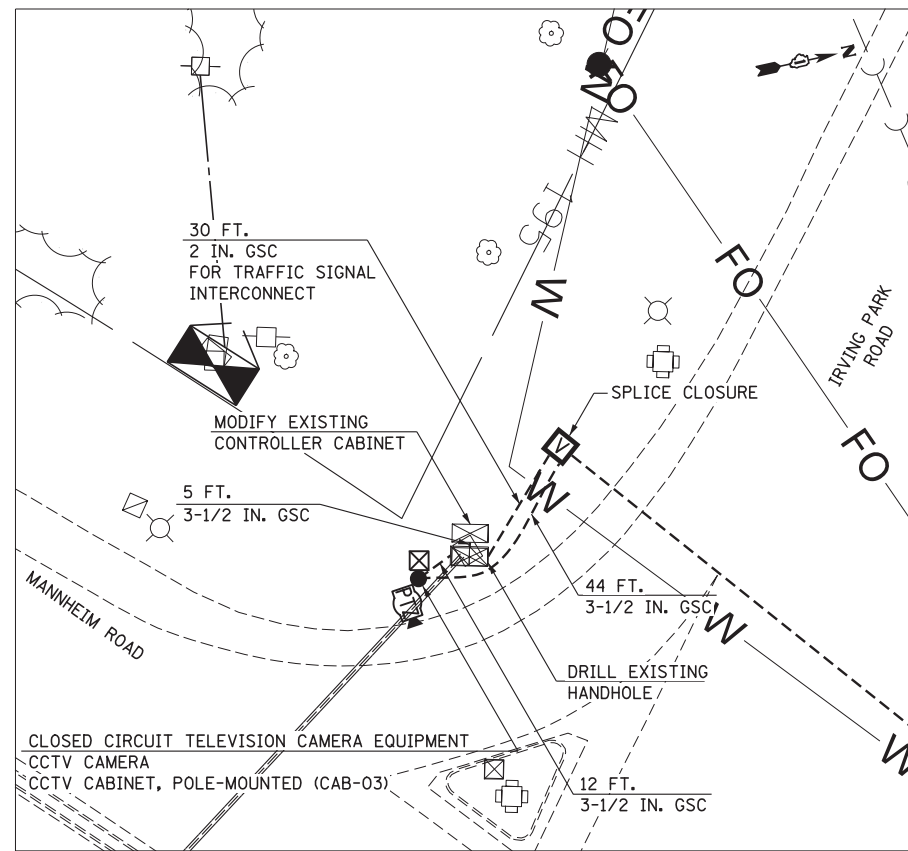 FO
FO
N
30 FT.
2 IN. GSC
FOR TRAFFIC SIGNAL
INTERCONNECT
W
FO
IRVING PARK
ROAD
SPLICE CLOSURE
MODIFY EXISTING
CONTROLLER CABINET
FO
5 FT.
3-1/2 IN. GSC
V
W
MANNHEIM ROAD
PTZ
44 FT.
3-1/2 IN. GSC
W
DRILL EXISTING
HANDHOLE
CLOSED CIRCUIT TELEVISION CAMERA EQUIPMENT
CCTV CAMERA
CCTV CABINET, POLE-MOUNTED (CAB-03)
W
12 FT.
3-1/2 IN. GSC